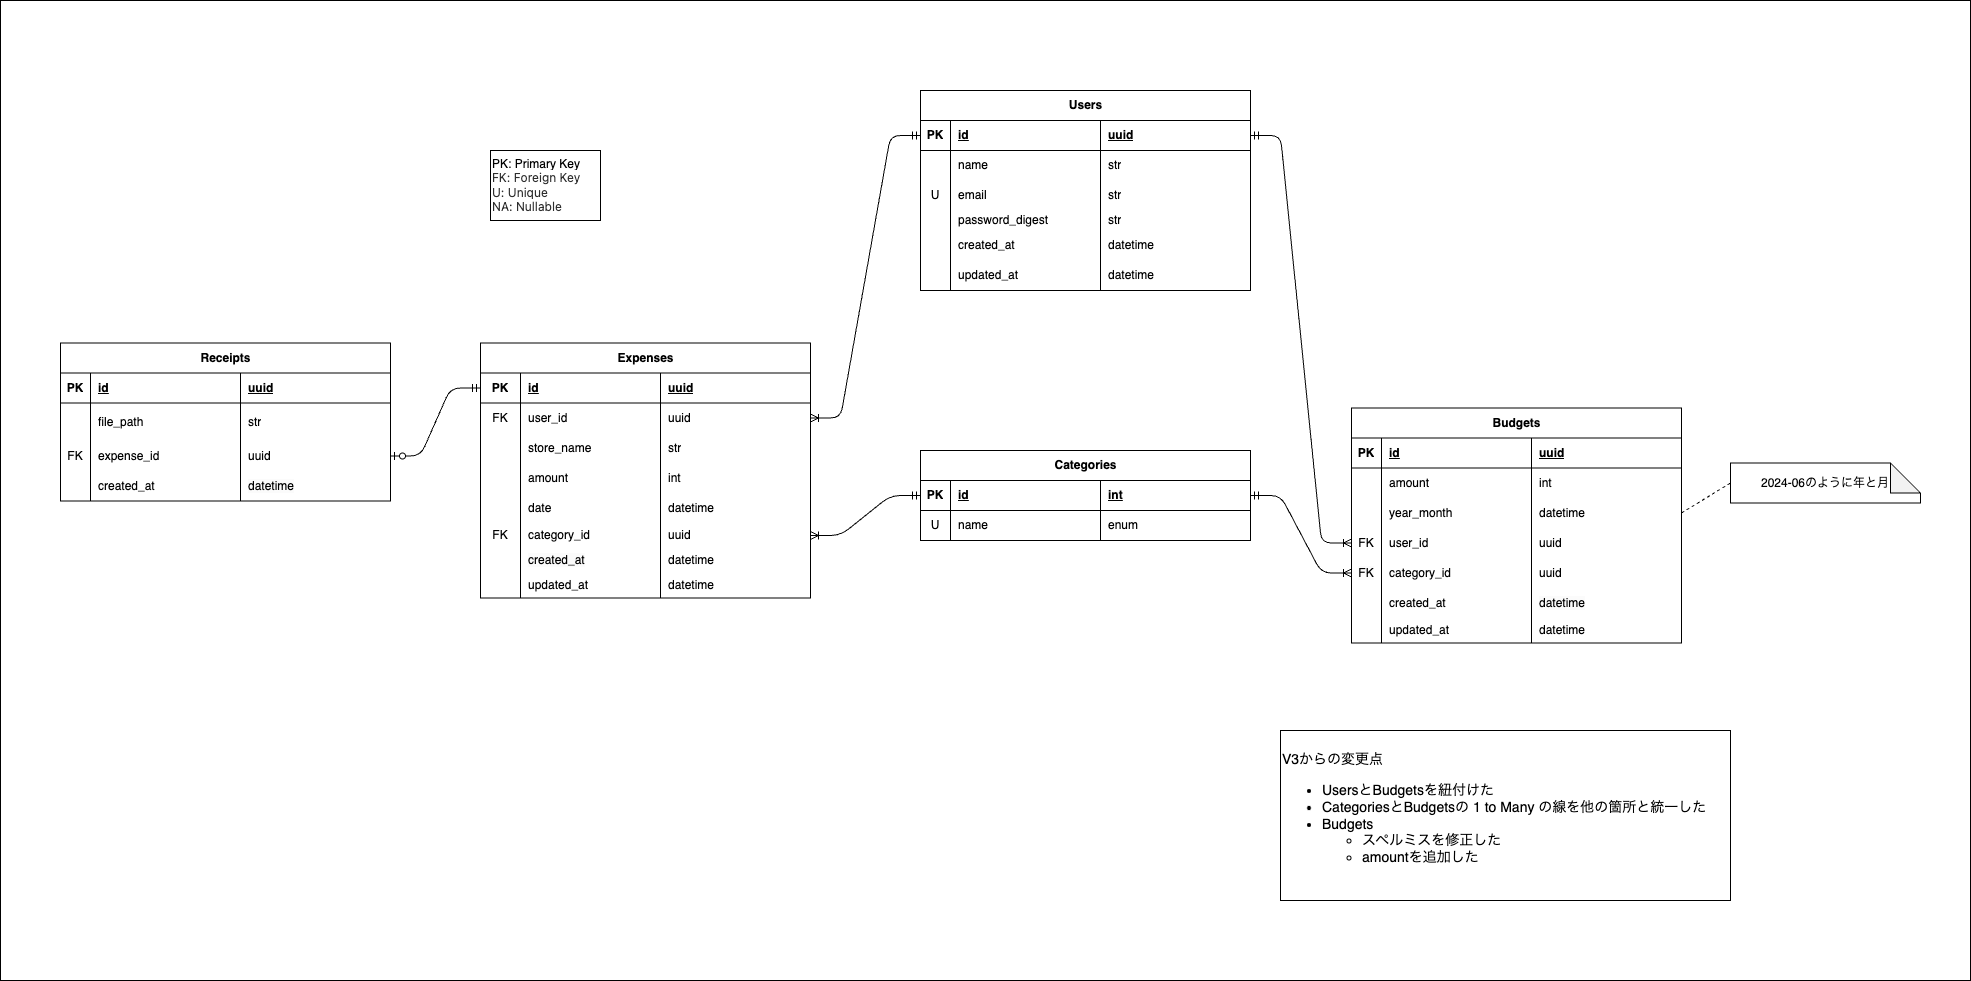 Users
PK id uuid
name str
U email str
password_digest str
created_at datetime
updated_at datetime
PK: Primary Key
FK: Foreign Key
U: Unique
NA: Nullable
Receipts
PK id uuid
file_path str
FK expense_id uuid
created_at datetime
Expenses
PK id uuid
FK user_id uuid
store_name str
amount int
date datetime
FK category_id uuid
created_at datetime
updated_at datetime
Categories
PK id int
U name enum
Budgets
PK id uuid
amount int
year_month datetime
FK user_id uuid
FK category_id uuid
created_at datetime
updated_at datetime
2024-06のように年と月
V3からの変更点
• UsersとBudgetsを紐付けた
• CategoriesとBudgetsの 1 to Many の線を他の箇所と統一した
• Budgets
◦ スペルミスを修正した
◦ amountを追加した